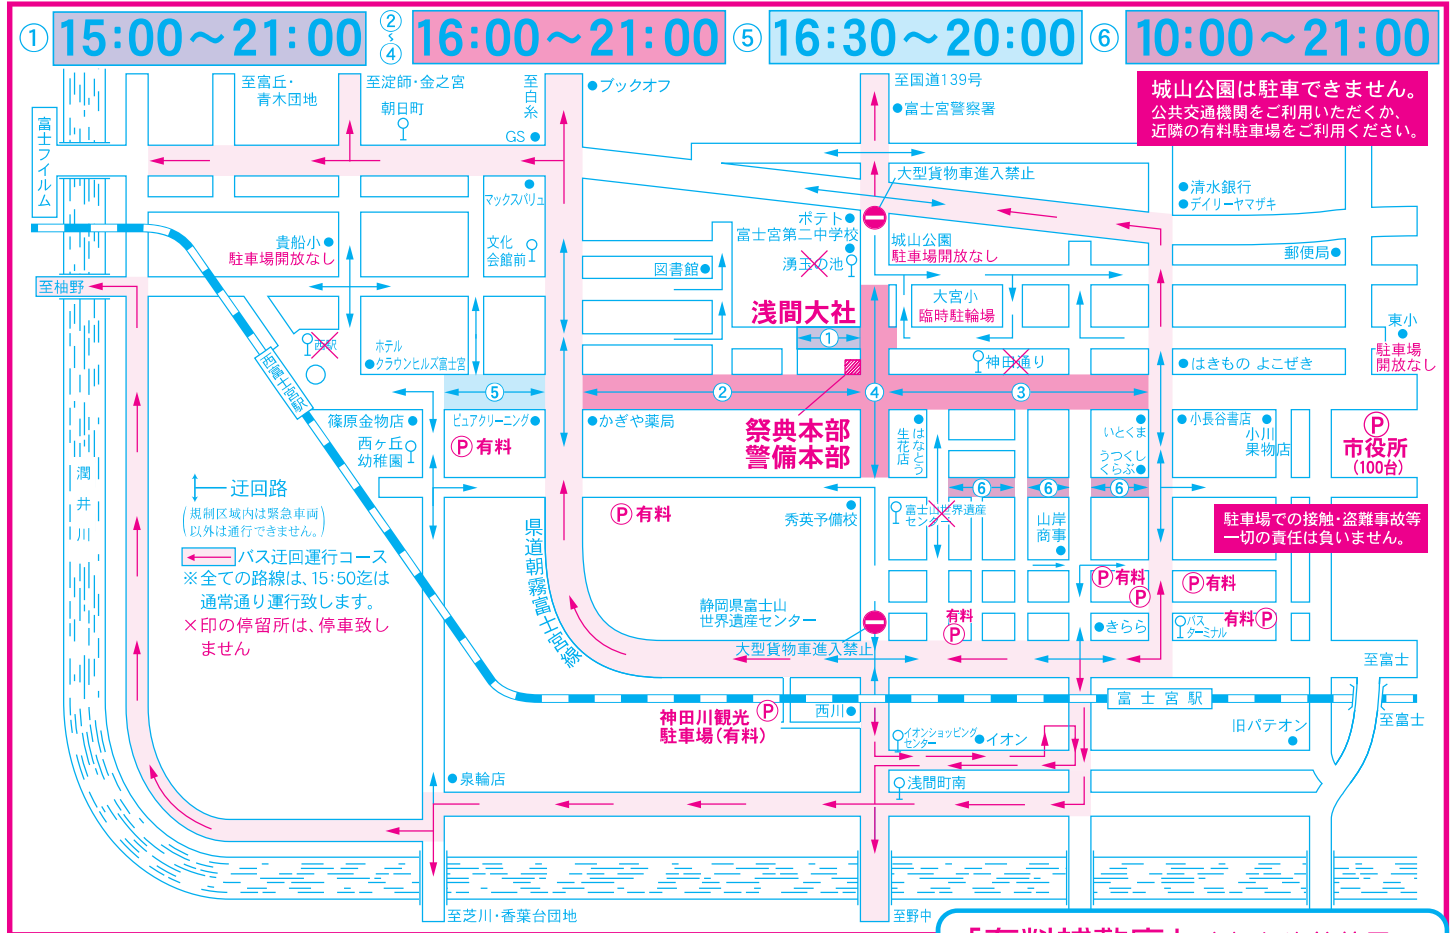 ① 15:00～21:00
②～④ 16:00～21:00
⑤ 16:30～20:00
⑥ 10:00～21:00
至富丘・
青木団地
至淀師・金之宮
朝日町
至白糸
GS
ブックオフ
至国道139号
富士宮警察署
城山公園は駐車できません。
公共交通機関をご利用いただくか、
近隣の有料駐車場をご利用ください。
富士フイルム
マックスバリュ
大型貨物車進入禁止
清水銀行
デイリーヤマザキ
ポテト
富士宮第二中学校
湧玉の池
城山公園
駐車場開放なし
貴船小
駐車場開放なし
文化
会館前
図書館
郵便局
至柚野
大宮小
臨時駐輪場
浅間大社
①
東小
駐車場
開放なし
西駅
ホテル
クラウンヒルズ富士宮
西富士宮駅
神田通り
はきもの よこぜき
⑤
②
④
③
篠原金物店
ピュアクリーニング
かぎや薬局
祭典本部
警備本部
はなとう
生花店
いとくま
うつくし
くらぶ
小長谷書店
小川
果物店
P
市役所
(100台)
西ヶ丘
幼稚園
P 有料
潤井川
迂回路
(規制区域内は緊急車両
以外は通行できません。)
バス迂回運行コース
※全ての路線は、15:50迄は
通常通り運行致します。
×印の停留所は、停車致し
ません
P 有料
県道朝霧富士宮線
秀英予備校
富士山世界遺産
センター
⑥
⑥
⑥
山岸
商事
駐車場での接触・盗難事故等
一切の責任は負いません。
P 有料
P
P 有料
静岡県富士山
世界遺産センター
有料
P
きらら
バス
ターミナル
有料 P
大型貨物車進入禁止
至富士
富士宮駅
至富士
神田川観光
駐車場(有料)
P
西川
イオンショッピング
センター
イオン
旧パテオン
泉輪店
浅間町南
至芝川・香葉台団地
至野中